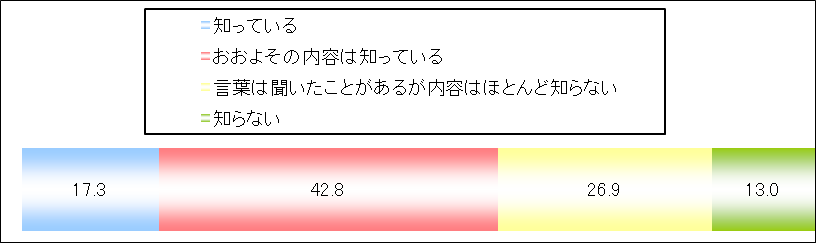 =知っている
=おおよその内容は知っている
=言葉は聞いたことがあるが内容はほとんど知らない
=知らない
17.3 42.8 26.9 13.0